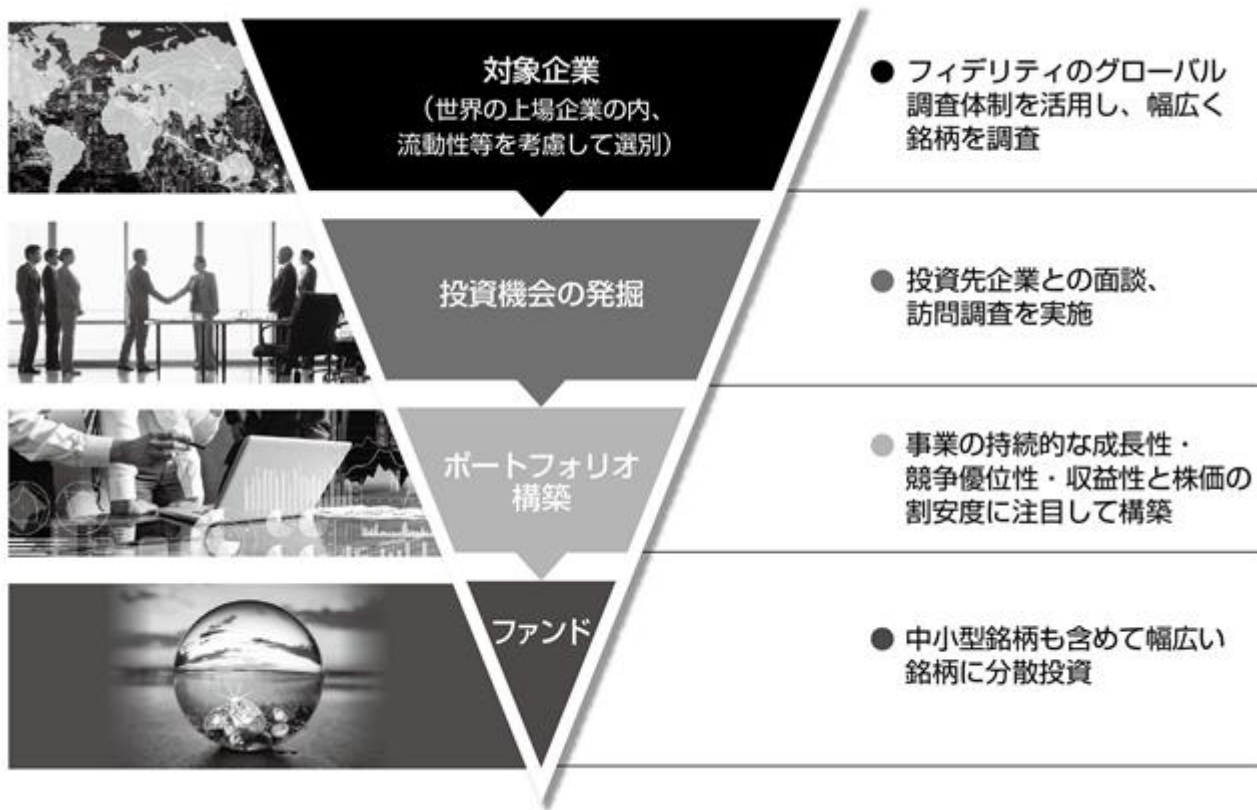 対象企業
（世界の上場企業の内、
流動性等を考慮して選別）
● フィデリティのグローバル
調査体制を活用し、幅広く
銘柄を調査
投資機会の発掘
● 投資先企業との面談、
訪問調査を実施
ポートフォリオ
構築
● 事業の持続的な成長性・
競争優位性・収益性と株価の
割安度に注目して構築
ファンド
● 中小型銘柄も含めて幅広い
銘柄に分散投資